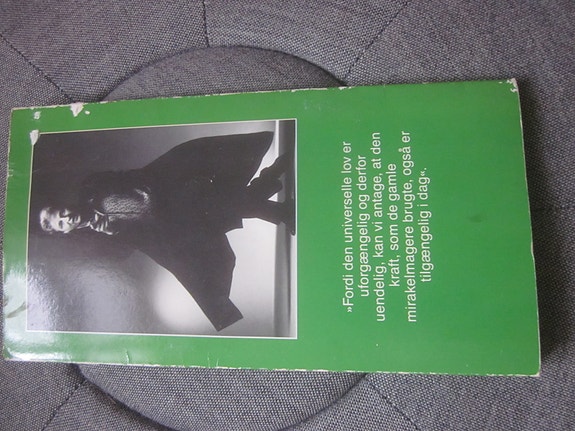 »Fordi den universelle lov er
uforgængelig og derfor
uendelig, kan vi antage, at den
kraft, som de gamle
mirakelmagere brugte, også er
tilgængelig i dag«.